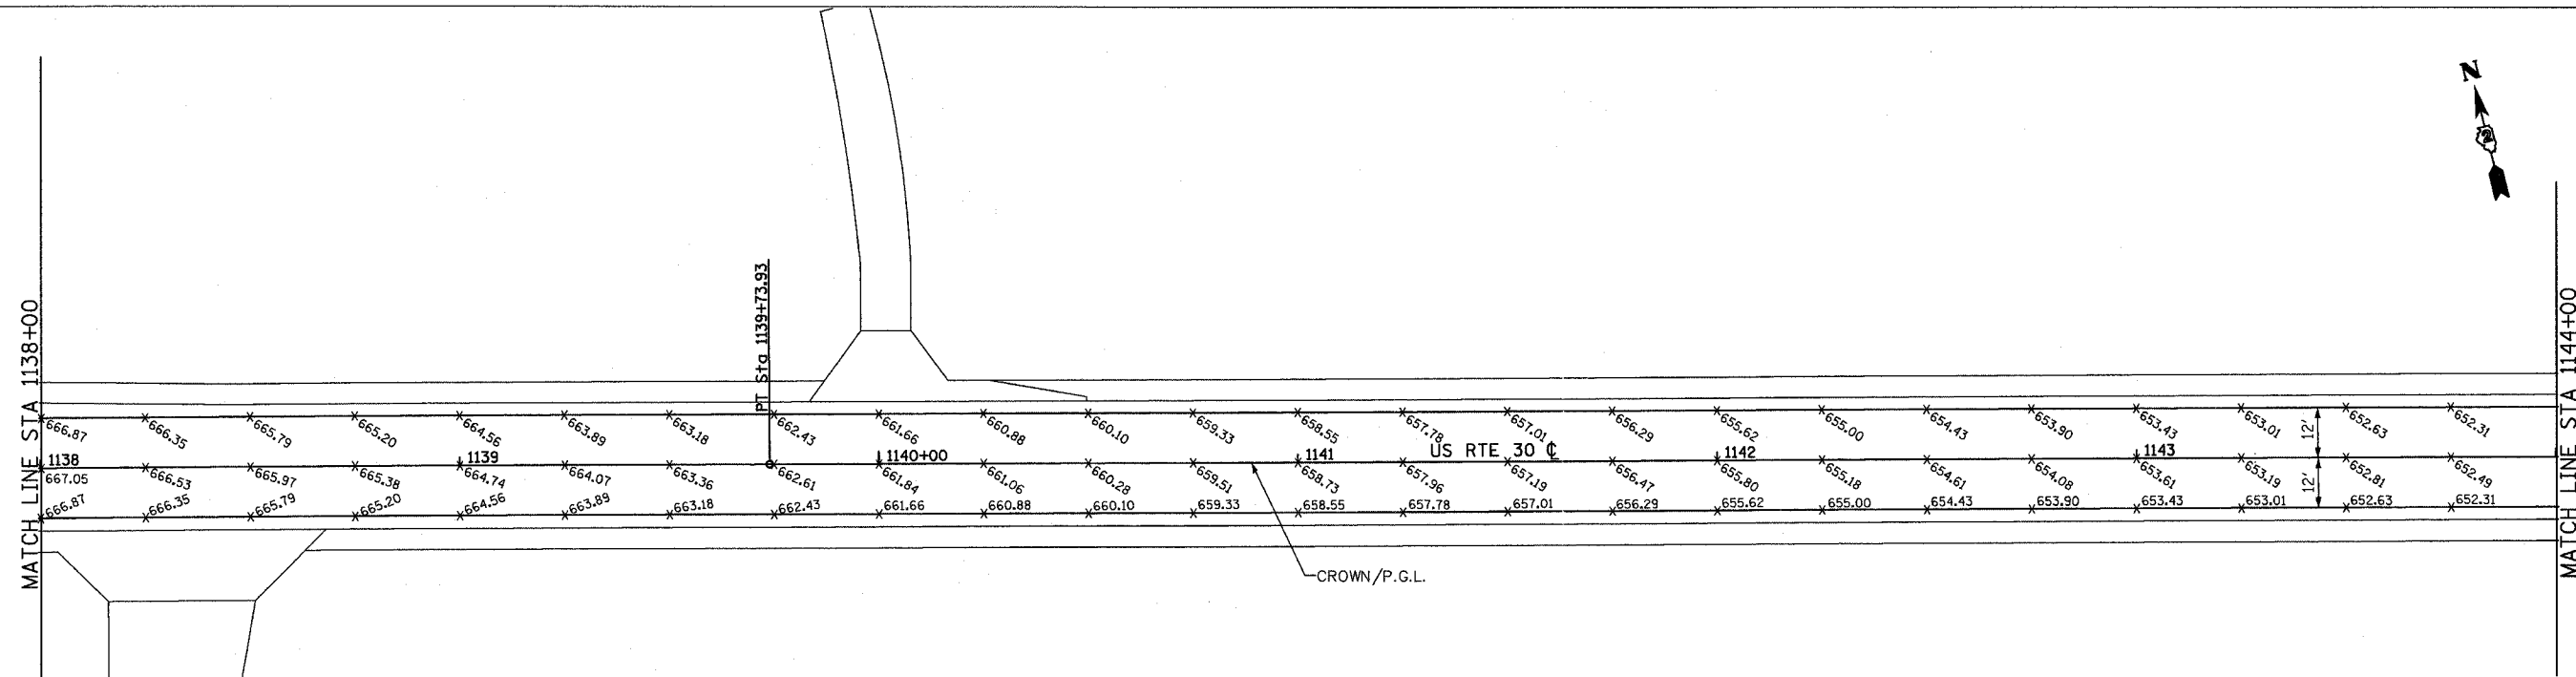 N
2
MATCH LINE STA 1138+00
PT Sta 1139+73.93
MATCH LINE STA 1144+00
666.87 666.35 665.79 665.20 664.56 663.89 663.18 662.43 661.66 660.88 660.10 659.33 658.55 657.78 657.01 656.29 655.62 655.00 654.43 653.90 653.43 653.01 652.63 652.31
12'
1138 1139 1140+00 1141 US RTE 30 ℄ 1142 1143
667.05 666.53 665.97 665.38 664.74 664.07 663.36 662.61 661.84 661.06 660.28 659.51 658.73 657.96 657.19 656.47 655.80 655.18 654.61 654.08 653.61 653.19 652.81 652.49
12'
666.87 666.35 665.79 665.20 664.56 663.89 663.18 662.43 661.66 660.88 660.10 659.33 658.55 657.78 657.01 656.29 655.62 655.00 654.43 653.90 653.43 653.01 652.63 652.31
CROWN/P.G.L.